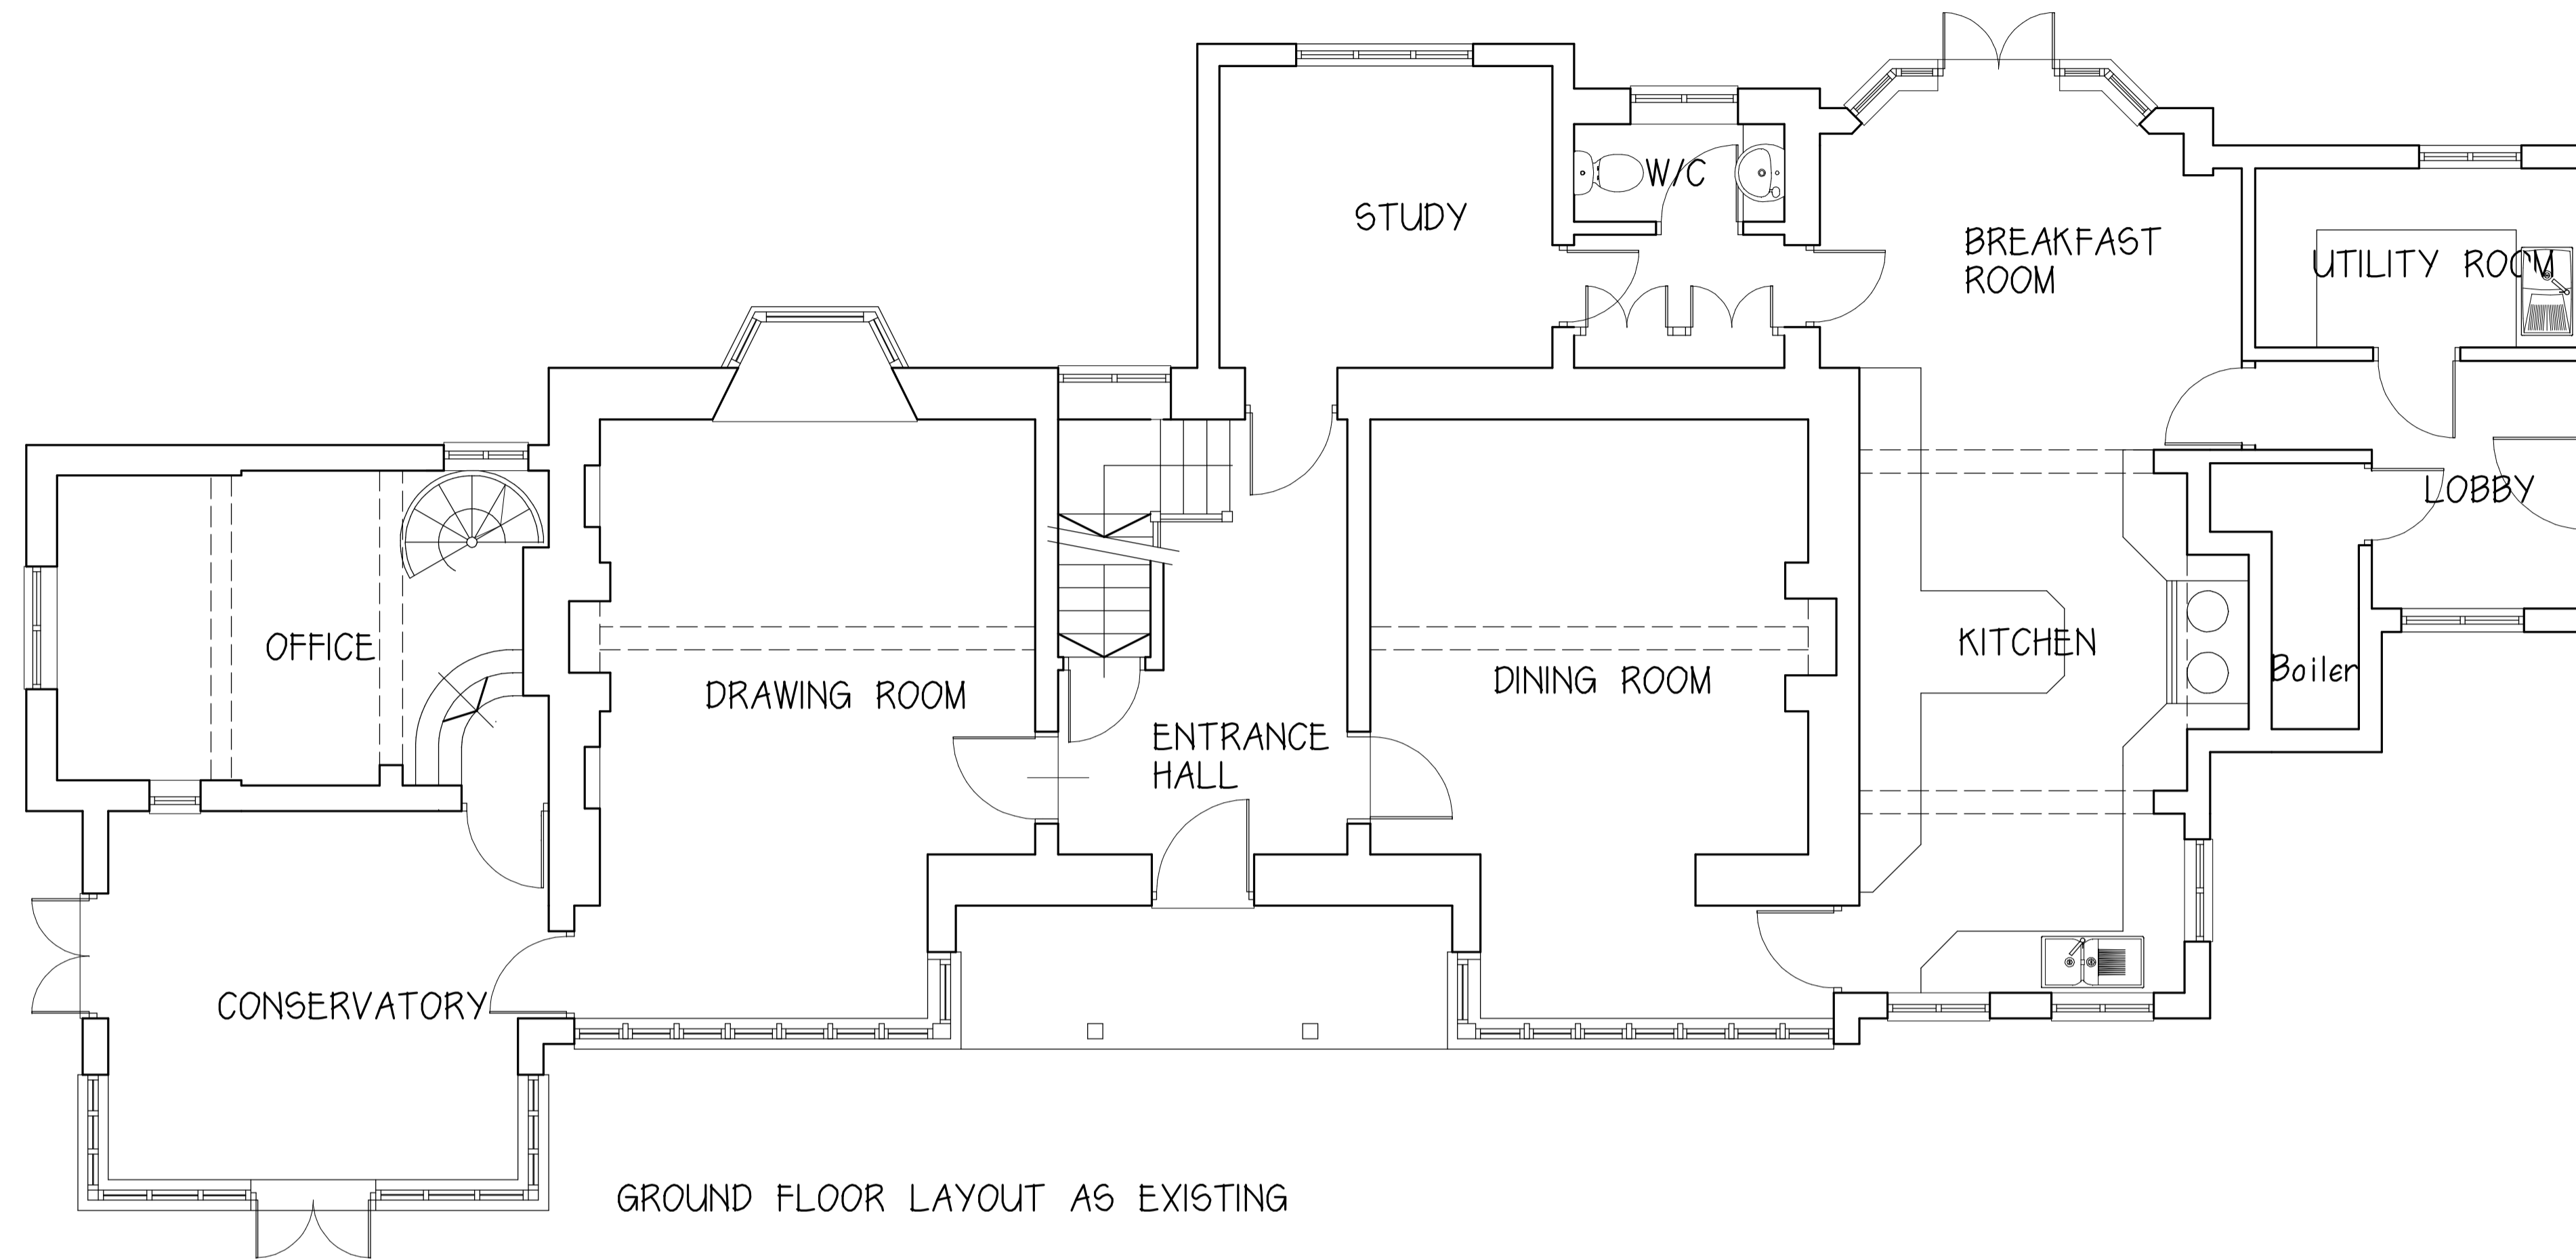 STUDY
W/C
BREAKFAST
ROOM
UTILITY ROOM
LOBBY
OFFICE
DRAWING ROOM
ENTRANCE
HALL
DINING ROOM
KITCHEN
Boiler
CONSERVATORY
GROUND FLOOR LAYOUT AS EXISTING